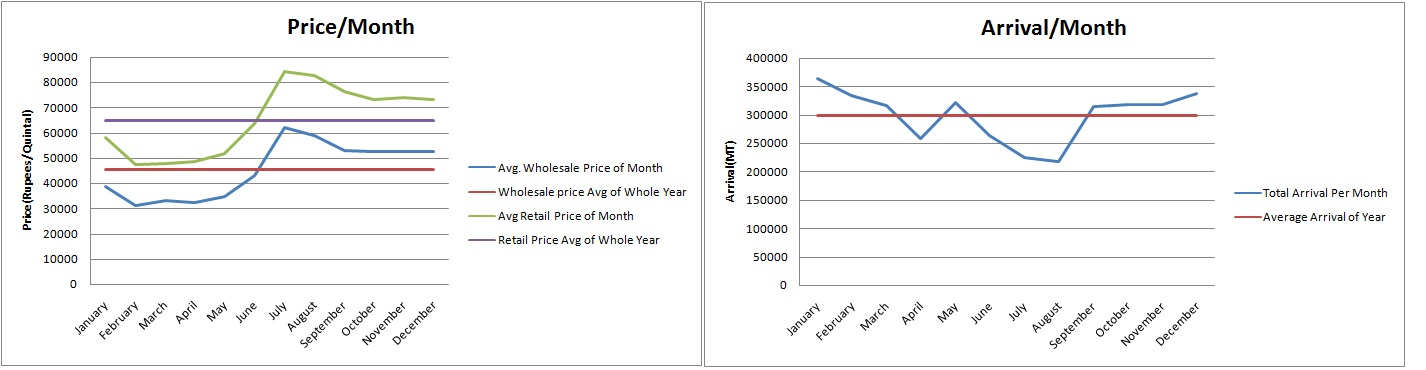 Price/Month
Price(Rupees/Quintal)
90000
80000
70000
60000
50000
40000
30000
20000
10000
0
January
February
March
April
May
June
July
August
September
October
November
December
Avg. Wholesale Price of Month
Wholesale price Avg of Whole Year
Avg Retail Price of Month
Retail Price Avg of Whole Year
Arrival/Month
Arrival(MT)
400000
350000
300000
250000
200000
150000
100000
50000
0
January
February
March
April
May
June
July
August
September
October
November
December
Total Arrival Per Month
Average Arrival of Year